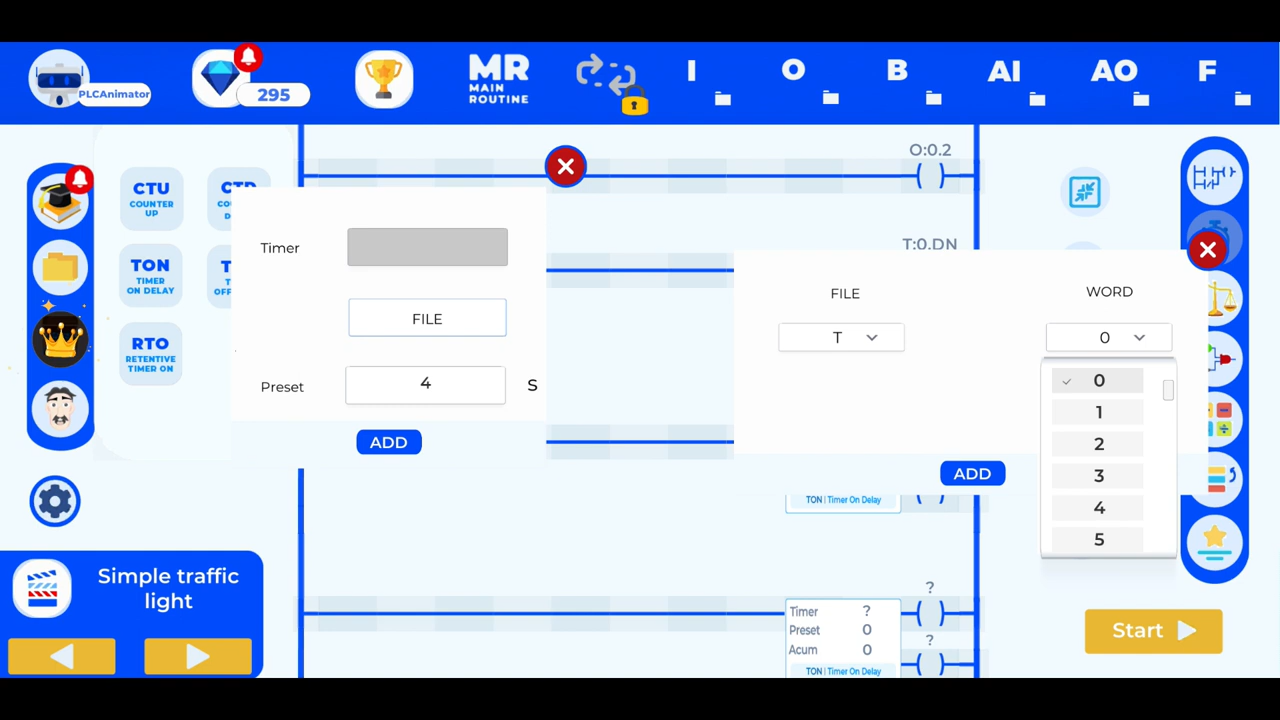 PLCAnimator
295
MR
MAIN
ROUTINE
I
O
B
AI
AO
F
CTU
COUNTER
UP
TON
TIMER
ON DELAY
RTO
RETENTIVE
TIMER ON
O:0.2
T:0.DN
Timer
FILE
Preset
4
S
ADD
FILE
WORD
T
0
0
1
2
3
4
5
ADD
TON | Timer On Delay
?
Timer ?
Preset 0
Acum 0
TON | Timer On Delay
?
Simple traffic
light
Start